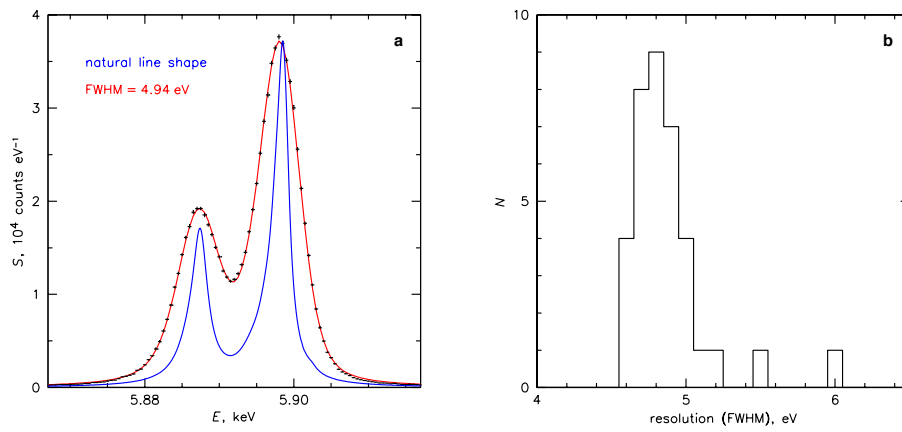 a
natural line shape
FWHM = 4.94 eV
4
3
2
1
0
S, 10⁴ counts eV⁻¹
5.88
5.90
E, keV
b
10
5
0
N
4
5
6
resolution (FWHM), eV